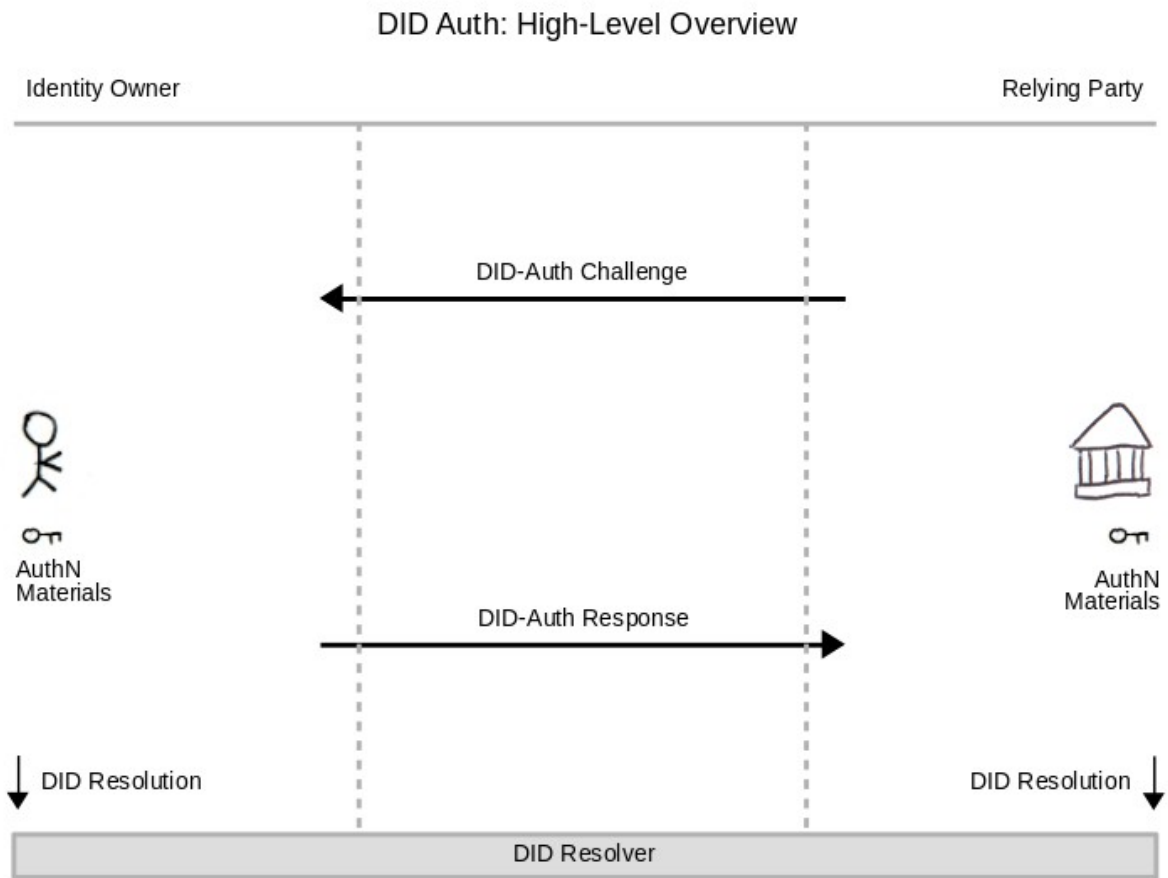 DID Auth: High-Level Overview
Identity Owner
Relying Party
DID-Auth Challenge
AuthN
Materials
AuthN
Materials
DID-Auth Response
DID Resolution
DID Resolution
DID Resolver